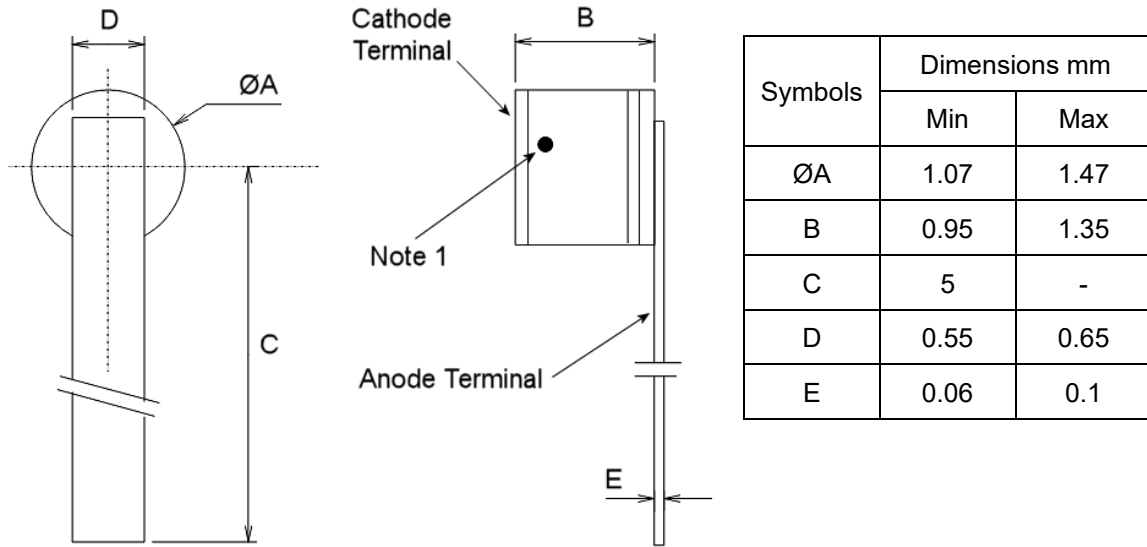 D
ØA
C
Cathode
Terminal
B
Note 1
Anode Terminal
E
Symbols
Dimensions mm
Min
Max
ØA 1.07 1.47
B 0.95 1.35
C 5 -
D 0.55 0.65
E 0.06 0.1